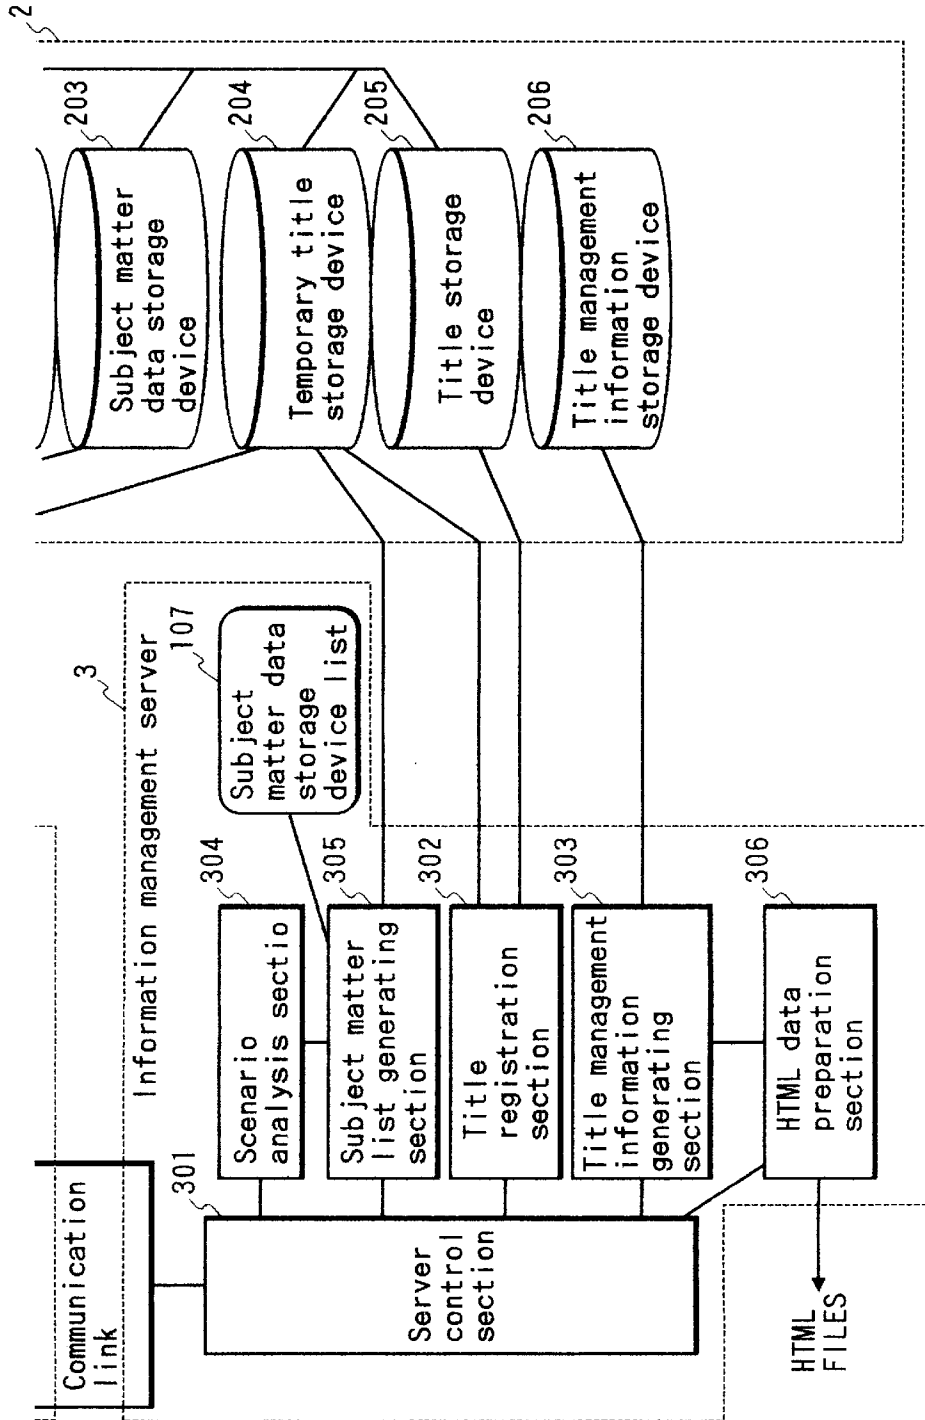 2
203
Subject matter
data storage
device
204
Temporary title
storage device
205
Title storage
device
206
Title management
information
storage device
3
Information management server
107
Subject
matter data
storage
device list
304
Scenario
analysis sectio
305
Subject matter
list generating
section
302
Title
registration
section
303
Title management
information
generating
section
306
HTML data
preparation
section
301
Server
control
section
Communication
link
HTML
FILES